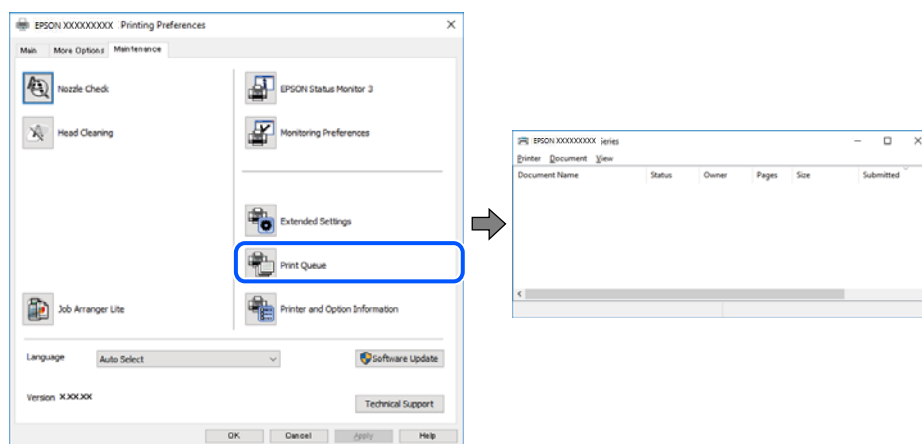 EPSON XXXXXXXXX Printing Preferences
Main More Options Maintenance
Nozzle Check
EPSON Status Monitor 3
Head Cleaning
Monitoring Preferences
Extended Settings
Print Queue
Job Arranger Lite
Printer and Option Information
Language Auto Select
Software Update
Version X.XX.XX
Technical Support
OK Cancel Apply Help
EPSON XXXXXXXXX ieries
Printer Document View
Document Name Status Owner Pages Size Submitted